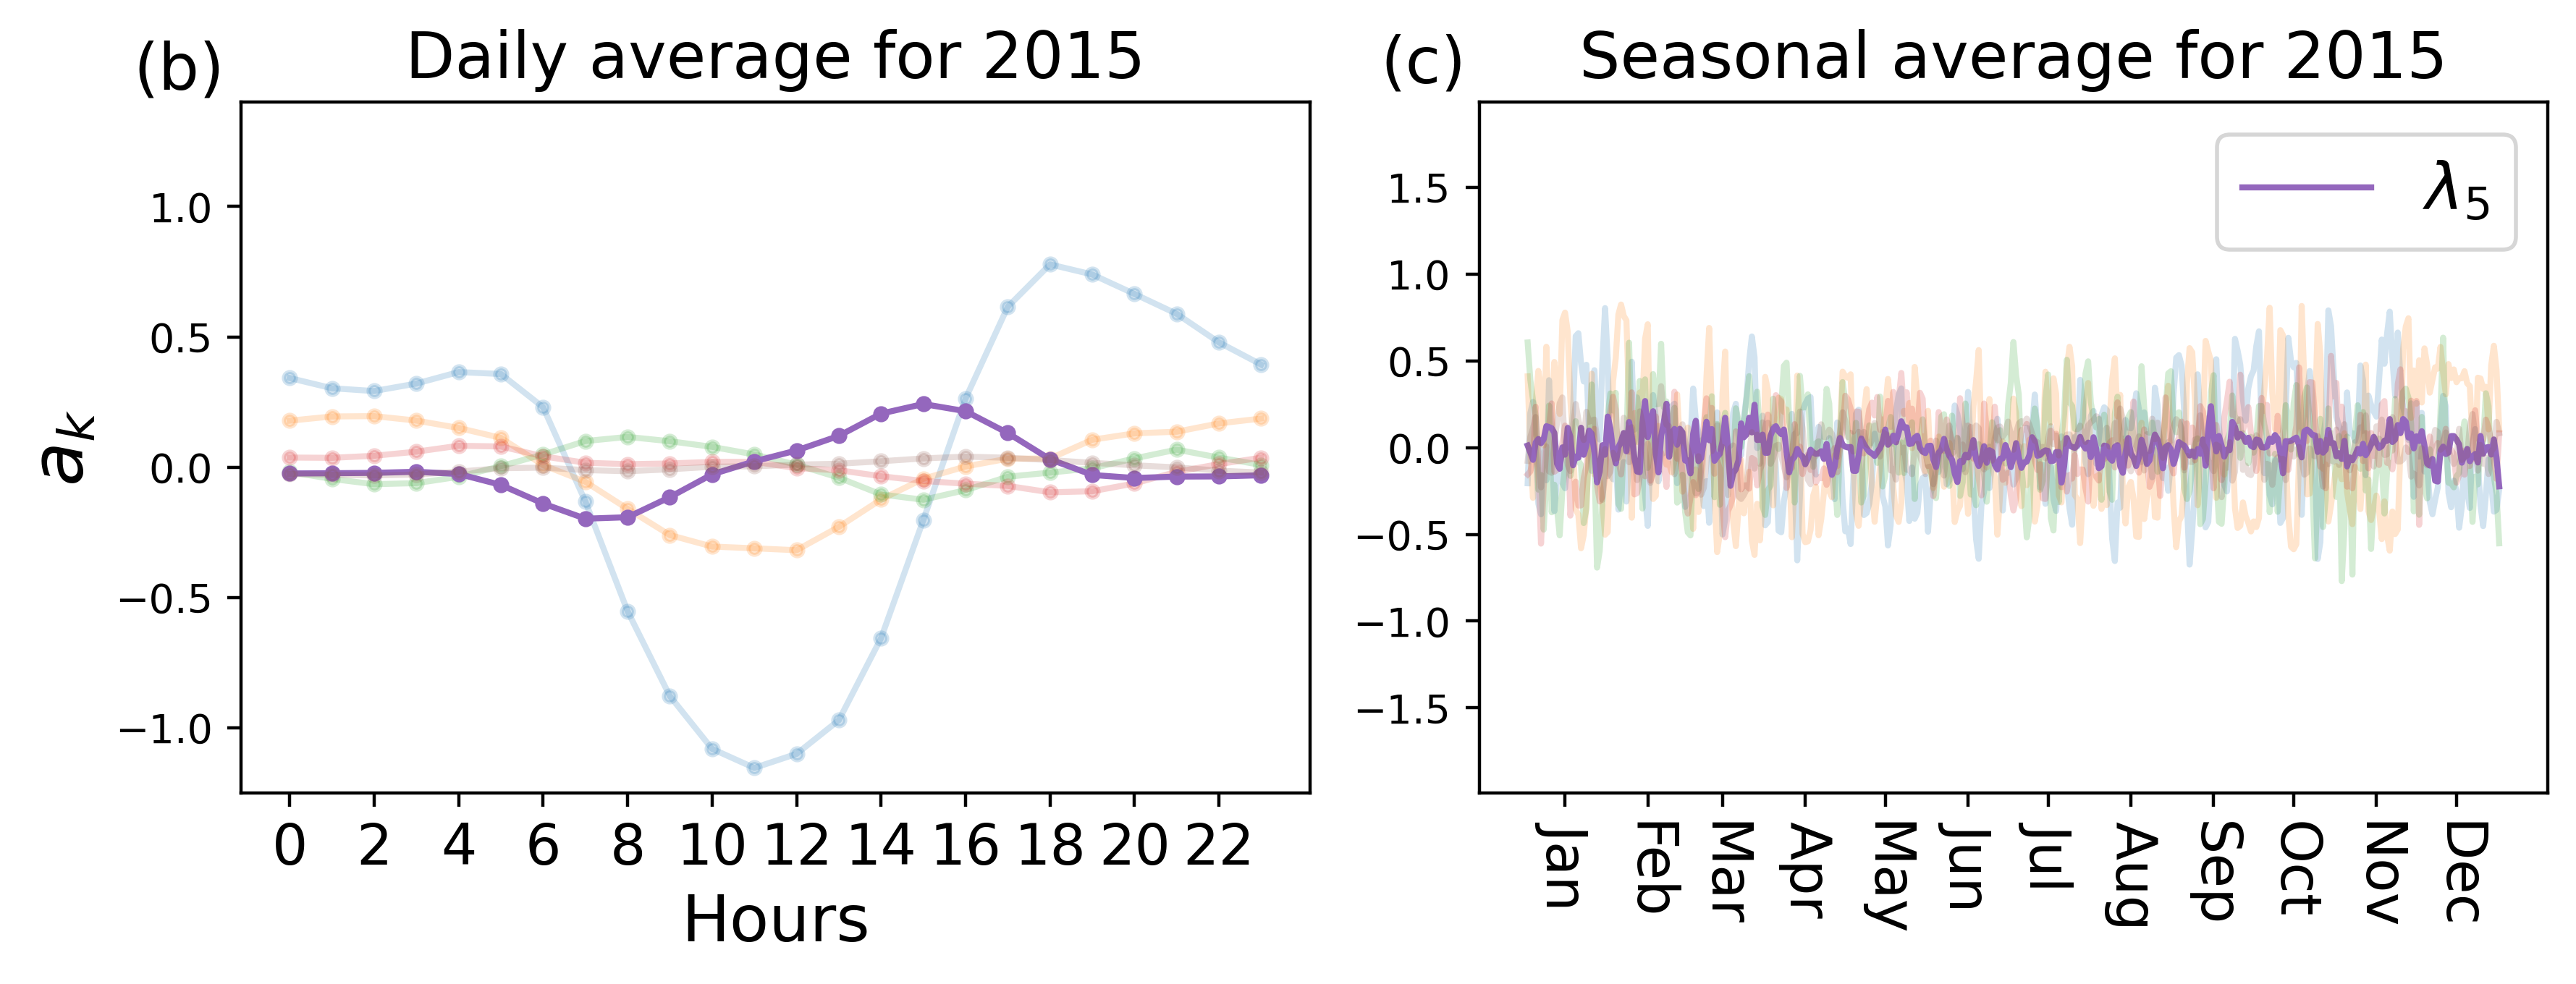 (b) Daily average for 2015
(c) Seasonal average for 2015
1.0
0.5
0.0
−0.5
−1.0
a_k
0 2 4 6 8 10 12 14 16 18 20 22
Hours
1.5
1.0
0.5
0.0
−0.5
−1.0
−1.5
λ_5
Jan Feb Mar Apr May Jun Jul Aug Sep Oct Nov Dec